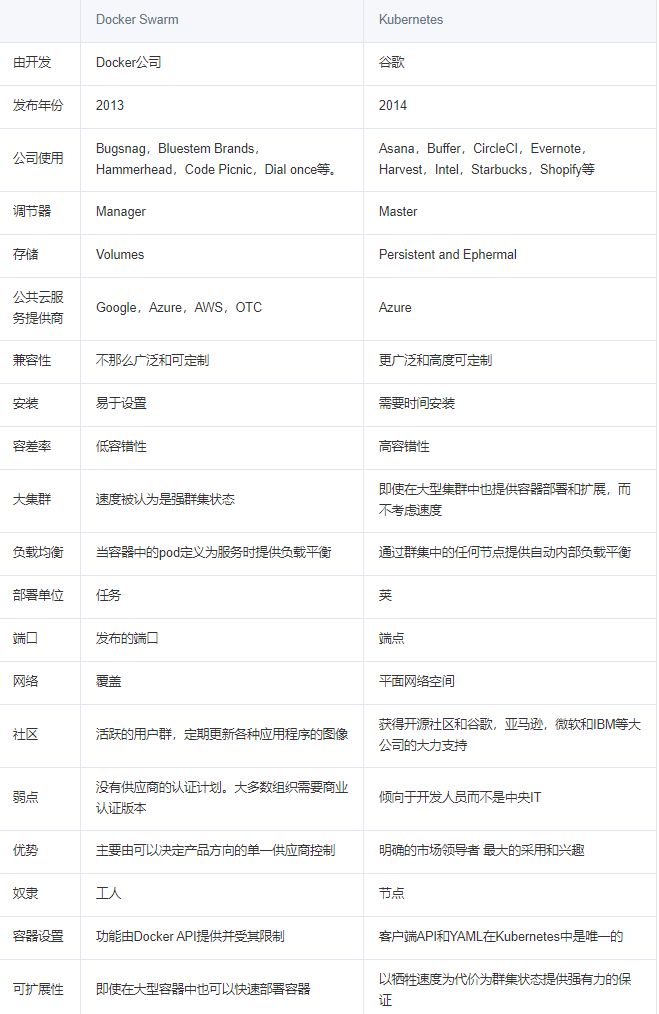 Docker Swarm
Kubernetes
由开发
Docker公司
谷歌
发布年份
2013
2014
公司使用
Bugsnag，Bluestem Brands，
Hammerhead，Code Picnic，Dial once等。
Asana，Buffer，CircleCI，Evernote，
Harvest，Intel，Starbucks，Shopify等
调节器
Manager
Master
存储
Volumes
Persistent and Ephermal
公共云服
务提供商
Google，Azure，AWS，OTC
Azure
兼容性
不那么广泛和可定制
更广泛和高度可定制
安装
易于设置
需要时间安装
容差率
低容错性
高容错性
大集群
速度被认为是强群集状态
即使在大型集群中也提供容器部署和扩展，而
不考虑速度
负载均衡
当容器中的pod定义为服务时提供负载平衡
通过群集中的任何节点提供自动内部负载平衡
部署单位
任务
荚
端口
发布的端口
端点
网络
覆盖
平面网络空间
社区
活跃的用户群，定期更新各种应用程序的图像
获得开源社区和谷歌，亚马逊，微软和IBM等大
公司的大力支持
弱点
没有供应商的认证计划。大多数组织需要商业
认证版本
倾向于开发人员而不是中央IT
优势
主要由可以决定产品方向的单一供应商控制
明确的市场领导者 最大的采用和兴趣
奴隶
工人
节点
容器设置
功能由Docker API提供并受其限制
客户端API和YAML在Kubernetes中是唯一的
可扩展性
即使在大型容器中也可以快速部署容器
以牺牲速度为代价为群集状态提供强有力的保
证